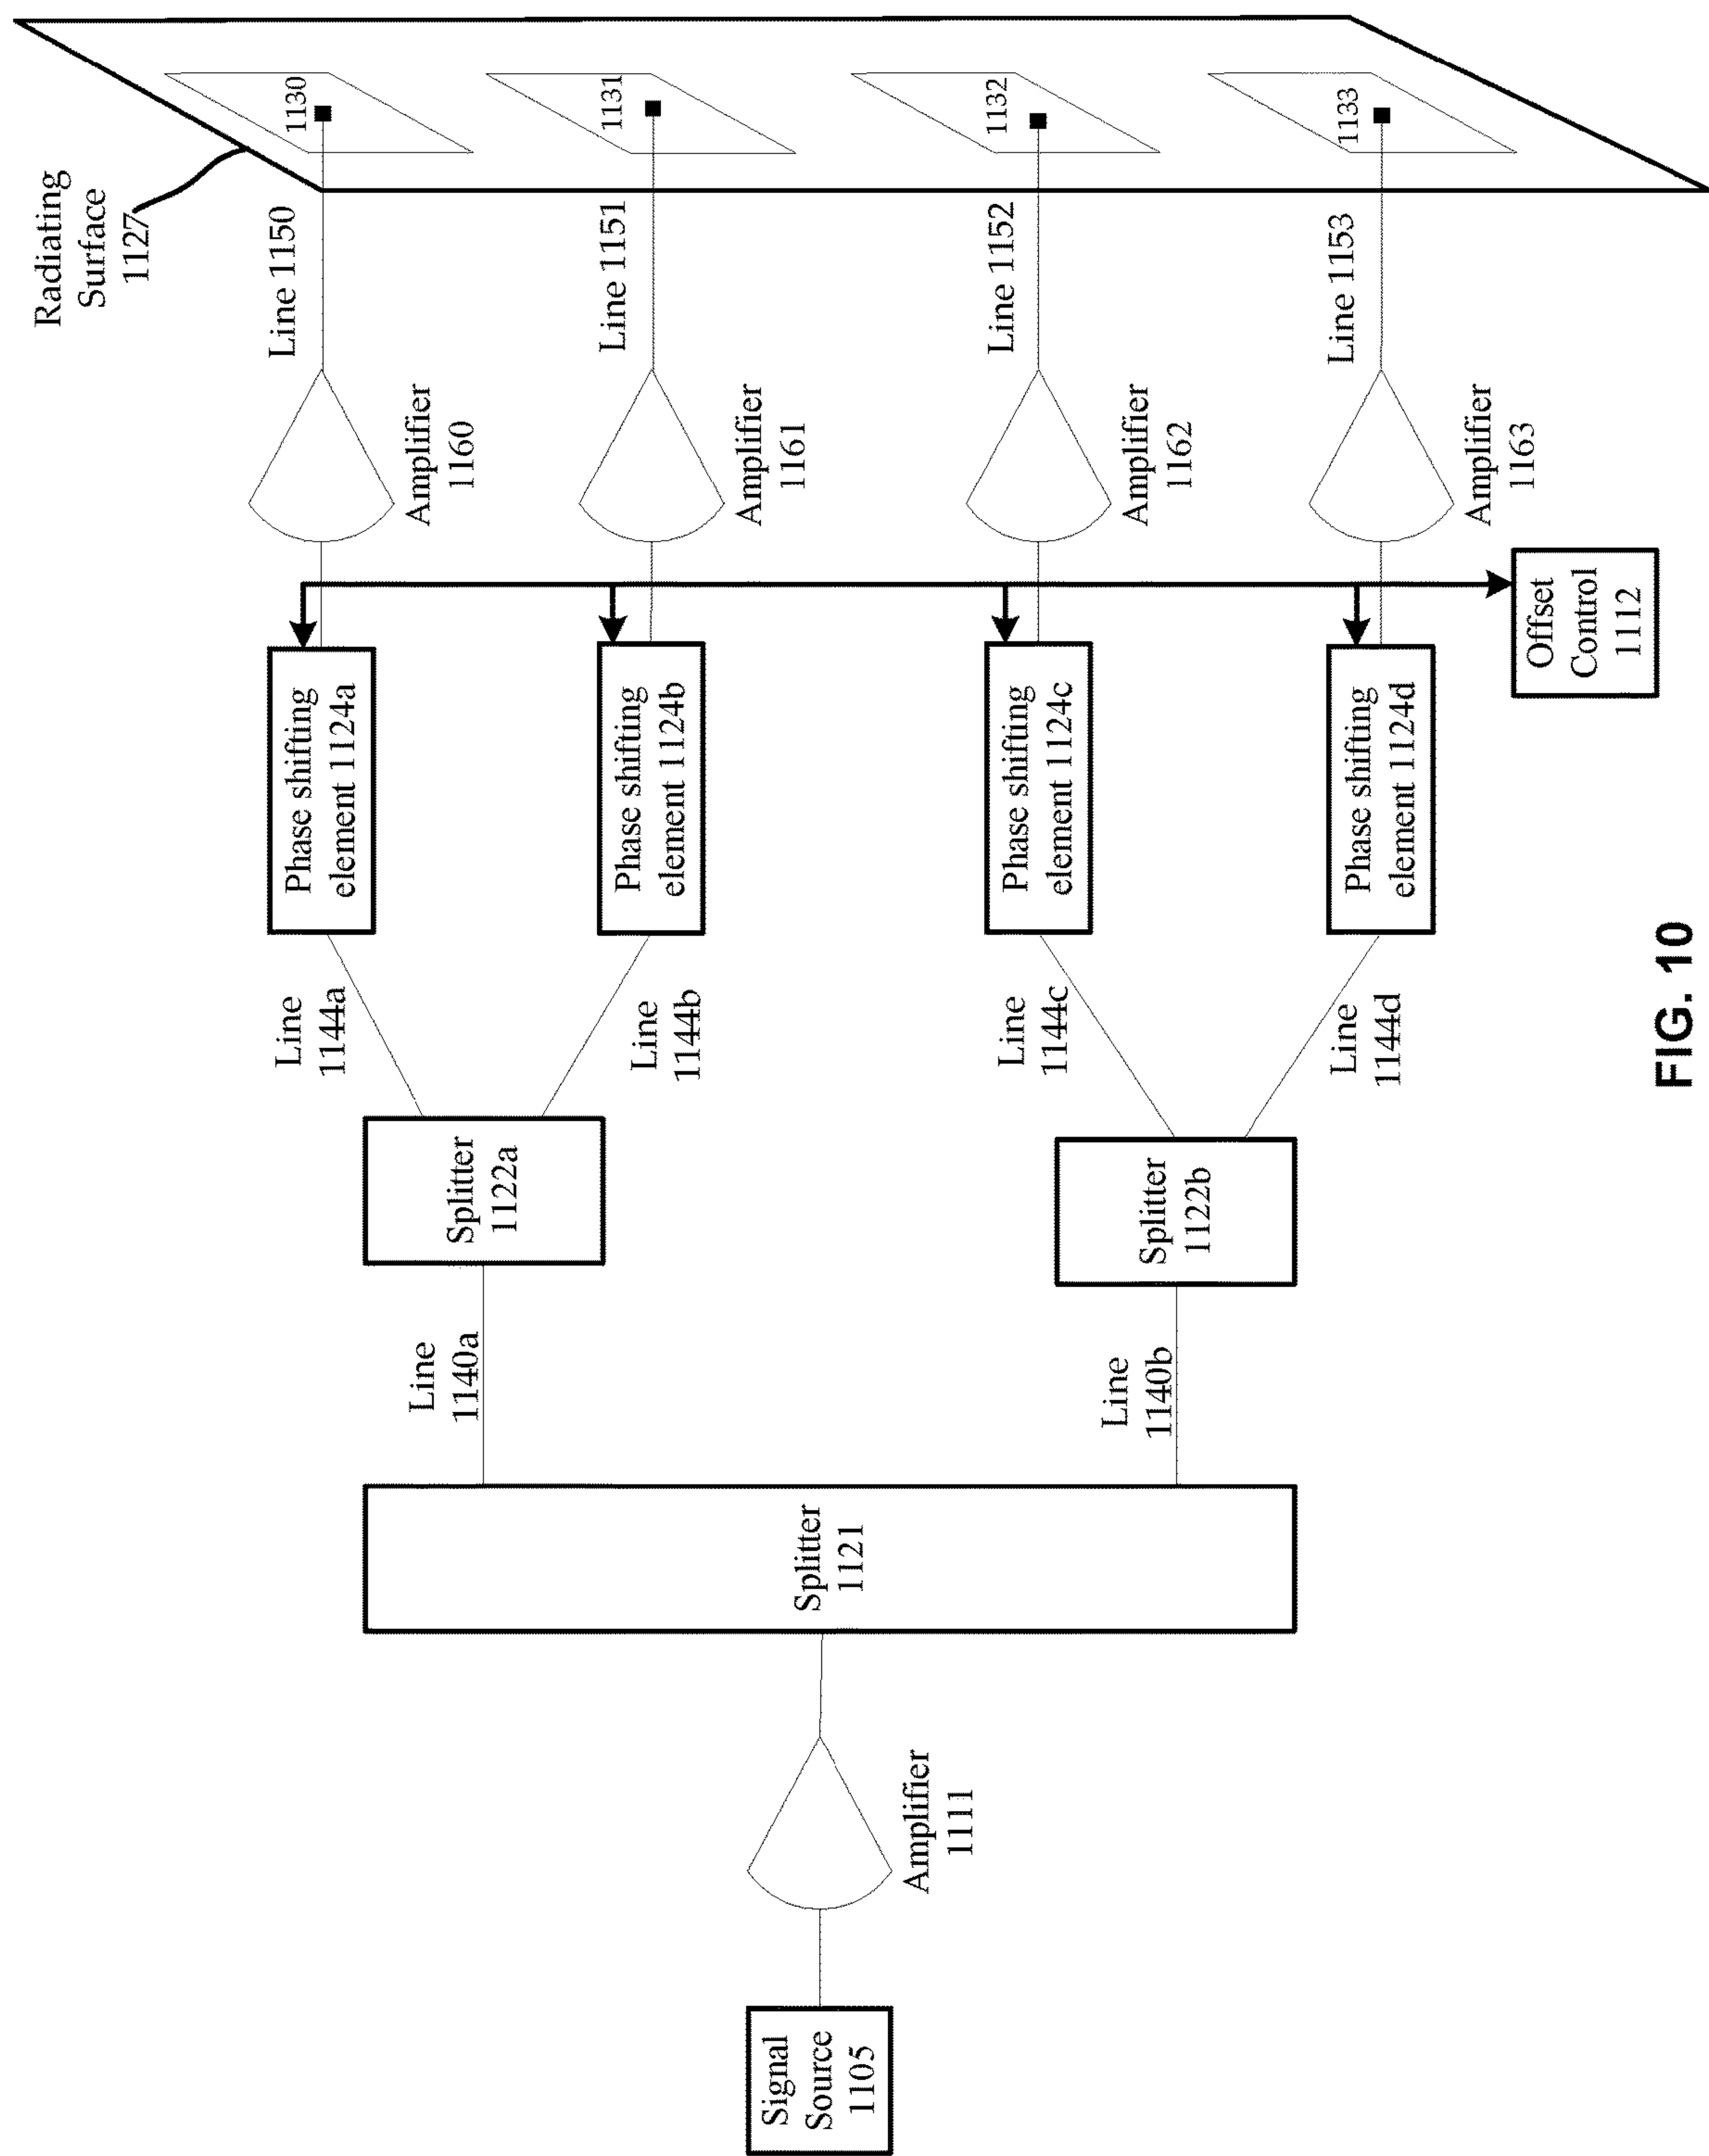 Signal
Source
1105
Amplifier
1111
Splitter
1121
Line
1140a
Line
1140b
Splitter
1122a
Splitter
1122b
Line
1144a
Line
1144b
Line
1144c
Line
1144d
Phase shifting
element 1124a
Phase shifting
element 1124b
Phase shifting
element 1124c
Phase shifting
element 1124d
Offset
Control
1112
Amplifier
1160
Amplifier
1161
Amplifier
1162
Amplifier
1163
Line 1150
Line 1151
Line 1152
Line 1153
Radiating
Surface
1127
1130
1131
1132
1133
FIG. 10